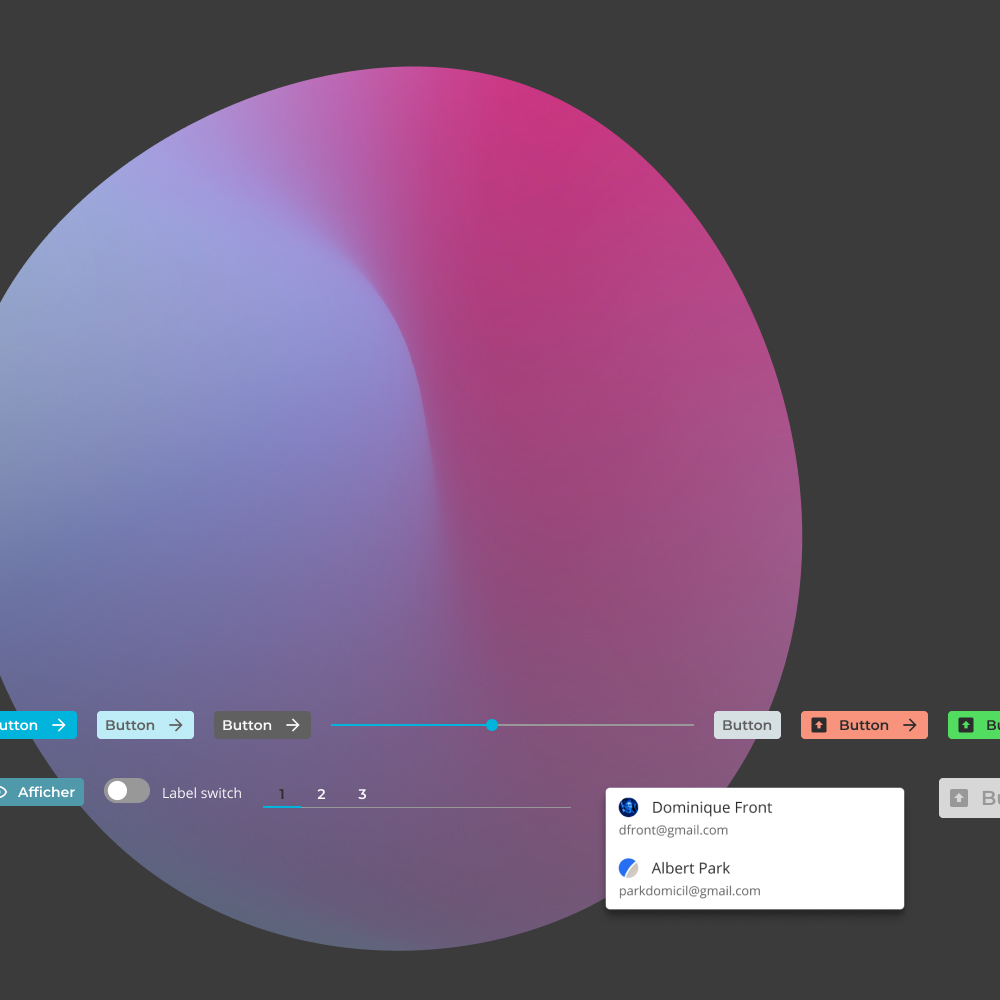 utton
Button
Button
Button
Button
Bu
Afficher
Label switch
1
2
3
Dominique Front
dfront@gmail.com
Albert Park
parkdomicil@gmail.com
Bu